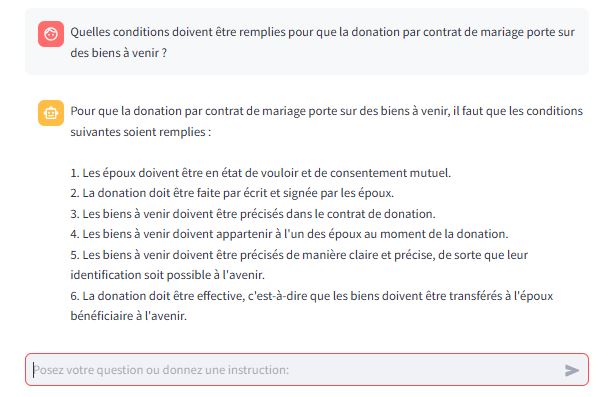 Quelles conditions doivent être remplies pour que la donation par contrat de mariage porte sur
des biens à venir ?
Pour que la donation par contrat de mariage porte sur des biens à venir, il faut que les conditions
suivantes soient remplies :
1. Les époux doivent être en état de vouloir et de consentement mutuel.
2. La donation doit être faite par écrit et signée par les époux.
3. Les biens à venir doivent être précisés dans le contrat de donation.
4. Les biens à venir doivent appartenir à l'un des époux au moment de la donation.
5. Les biens à venir doivent être précisés de manière claire et précise, de sorte que leur
identification soit possible à l'avenir.
6. La donation doit être effective, c'est-à-dire que les biens doivent être transférés à l'époux
bénéficiaire à l'avenir.
Posez votre question ou donnez une instruction: